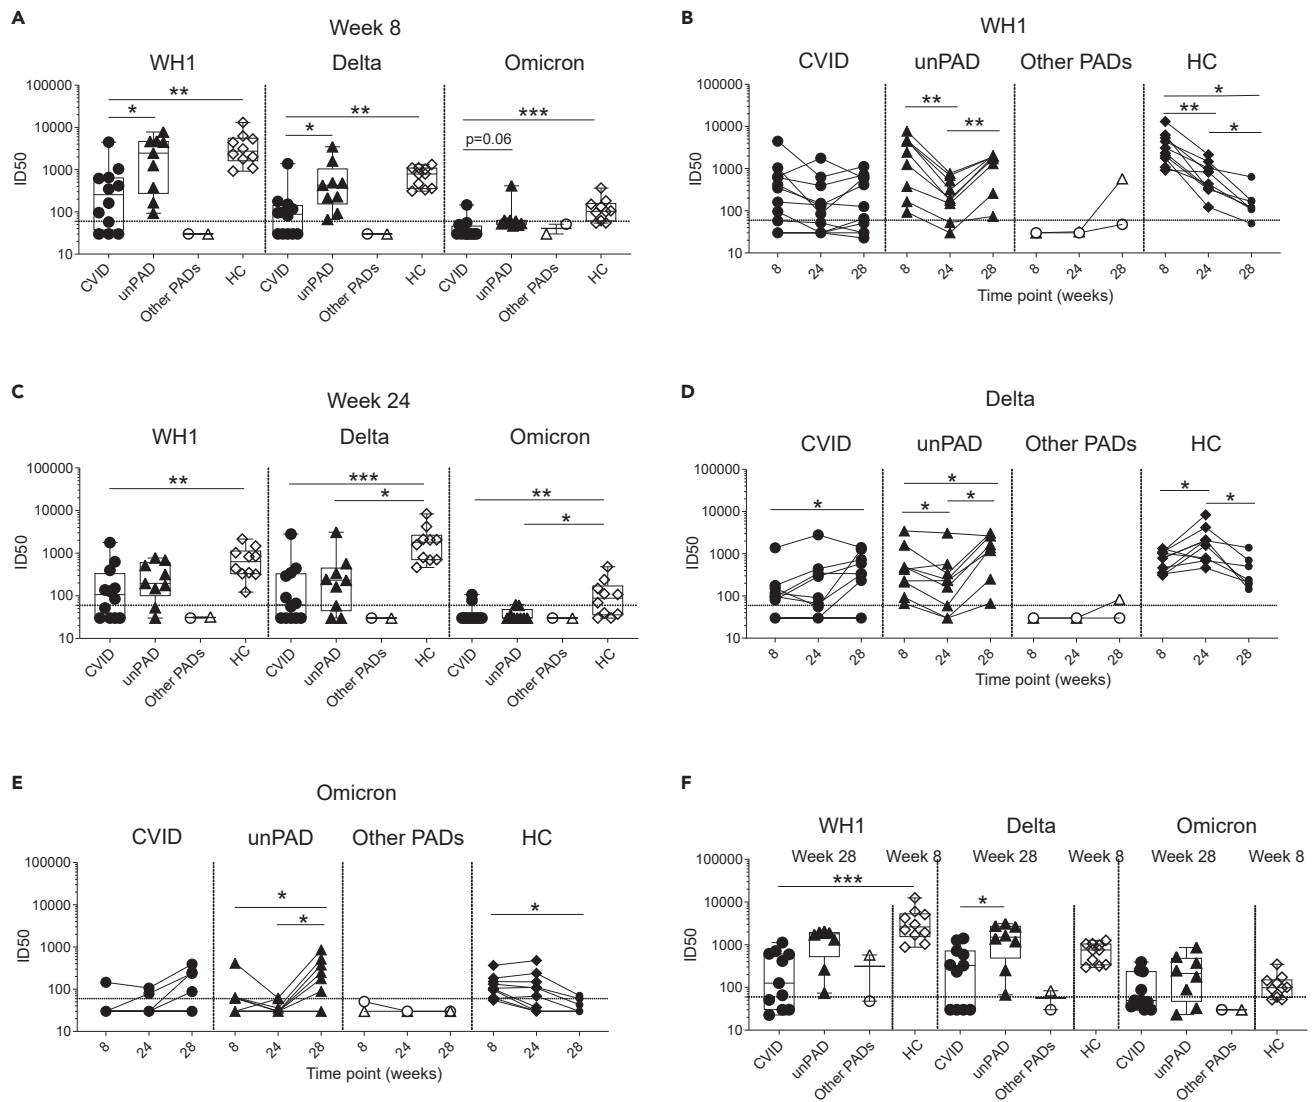 A
Week 8
WH1
Delta
Omicron
ID50
100000
10000
1000
100
10
**
*
**
*
***
p=0.06
CVID
unPAD
Other PADs
HC
CVID
unPAD
Other PADs
HC
CVID
unPAD
Other PADs
HC
B
WH1
CVID
unPAD
Other PADs
HC
ID50
100000
10000
1000
100
10
**
**
*
**
*
8
24
28
8
24
28
8
24
28
8
24
28
Time point (weeks)
C
Week 24
WH1
Delta
Omicron
ID50
100000
10000
1000
100
10
**
***
*
**
*
CVID
unPAD
Other PADs
HC
CVID
unPAD
Other PADs
HC
CVID
unPAD
Other PADs
HC
D
Delta
CVID
unPAD
Other PADs
HC
ID50
100000
10000
1000
100
10
*
*
*
*
*
*
8
24
28
8
24
28
8
24
28
8
24
28
Time point (weeks)
E
Omicron
CVID
unPAD
Other PADs
HC
ID50
100000
10000
1000
100
10
*
*
*
8
24
28
8
24
28
8
24
28
8
24
28
Time point (weeks)
F
WH1
Delta
Omicron
Week 28
Week 8
Week 28
Week 8
Week 28
Week 8
ID50
100000
10000
1000
100
10
***
*
CVID
unPAD
Other PADs
HC
CVID
unPAD
Other PADs
HC
CVID
unPAD
Other PADs
HC